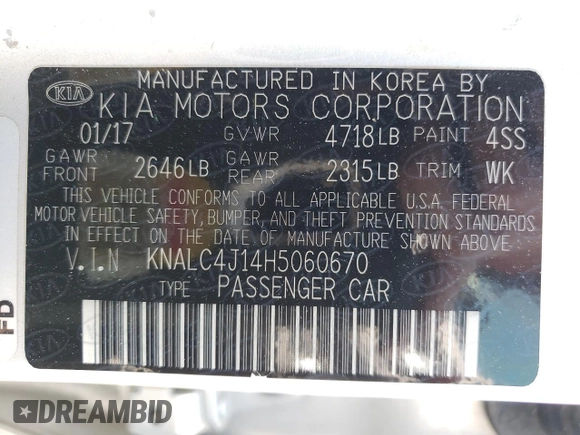 MANUFACTURED IN KOREA BY
KIA
KIA MOTORS CORPORATION
01/17 GVWR 4718LB PAINT 4SS
GAWR FRONT 2646LB GAWR REAR 2315LB TRIM WK
THIS VEHICLE CONFORMS TO ALL APPLICABLE U.S.A. FEDERAL
MOTOR VEHICLE SAFETY, BUMPER, AND THEFT PREVENTION STANDARDS
IN EFFECT ON THE DATE OF MANUFACTURE SHOWN ABOVE.
V.I.N KNALC4J14H5060670
TYPE PASSENGER CAR
FD
DREAMBID